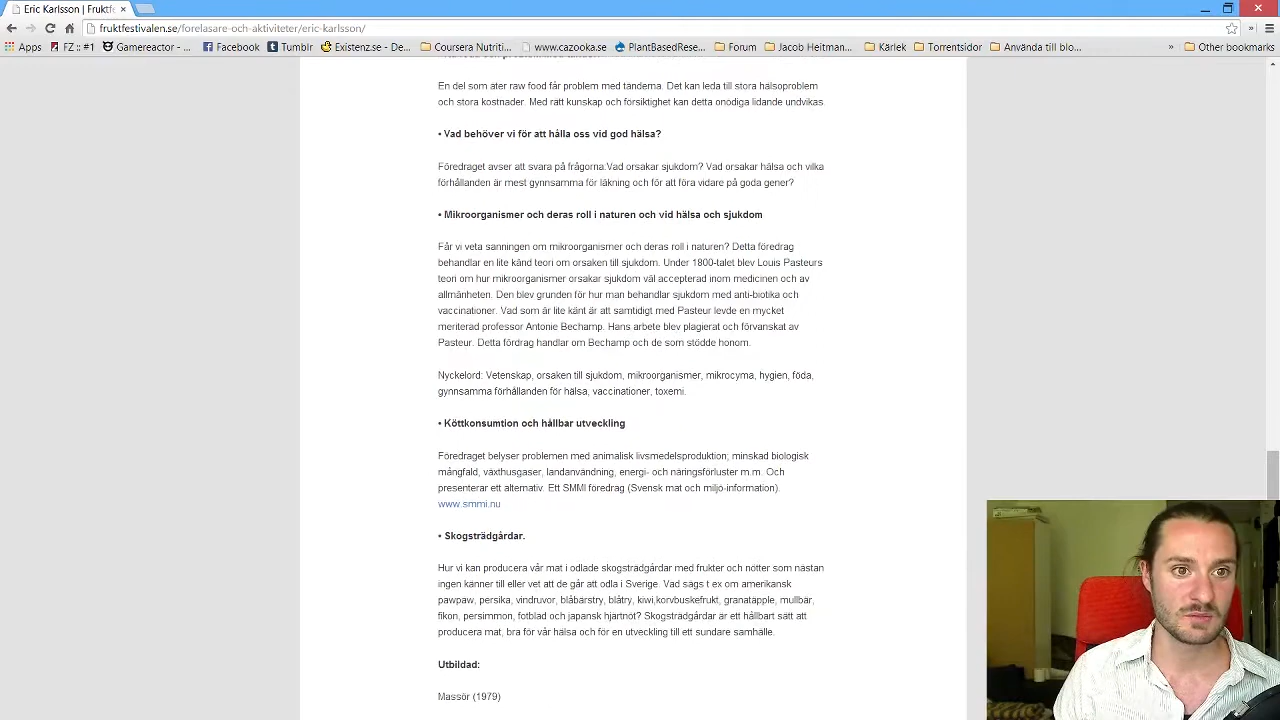 Eric Karlsson | Fruktfe
fruktfestivalen.se/forelasare-och-aktiviteter/eric-karlsson/
Apps FZ :: #1 Gamereactor - ... Facebook Tumblr Existenz.se - De... Coursera Nutriti... www.cazooka.se PlantBasedRese... Forum Jacob Heitman... Kärlek Torrentsidor Använda till blo... » Other bookmarks
En del som äter raw food får problem med tänderna. Det kan leda till stora hälsoproblem
och stora kostnader. Med rätt kunskap och försiktighet kan detta onödiga lidande undvikas.
• Vad behöver vi för att hålla oss vid god hälsa?
Föredraget avser att svara på frågorna:Vad orsakar sjukdom? Vad orsakar hälsa och vilka
förhållanden är mest gynnsamma för läkning och för att föra vidare på goda gener?
• Mikroorganismer och deras roll i naturen och vid hälsa och sjukdom
Får vi veta sanningen om mikroorganismer och deras roll i naturen? Detta föredrag
behandlar en lite känd teori om orsaken till sjukdom. Under 1800-talet blev Louis Pasteurs
teori om hur mikroorganismer orsakar sjukdom väl accepterad inom medicinen och av
allmänheten. Den blev grunden för hur man behandlar sjukdom med anti-biotika och
vaccinationer. Vad som är lite känt är att samtidigt med Pasteur levde en mycket
meriterad professor Antonie Bechamp. Hans arbete blev plagierat och förvanskat av
Pasteur. Detta fördrag handlar om Bechamp och de som stödde honom.
Nyckelord: Vetenskap, orsaken till sjukdom, mikroorganismer, mikrocyma, hygien, föda,
gynnsamma förhållanden för hälsa, vaccinationer, toxemi.
• Köttkonsumtion och hållbar utveckling
Föredraget belyser problemen med animalisk livsmedelsproduktion; minskad biologisk
mångfald, växthusgaser, landanvändning, energi- och näringsförluster m.m. Och
presenterar ett alternativ. Ett SMMI föredrag (Svensk mat och miljö-information).
www.smmi.nu
• Skogsträdgårdar.
Hur vi kan producera vår mat i odlade skogsträdgårdar med frukter och nötter som nästan
ingen känner till eller vet att de går att odla i Sverige. Vad sägs t ex om amerikansk
pawpaw, persika, vindruvor, blåbärstry, blåtry, kiwi,korvbuskefrukt, granatäpple, mullbär,
fikon, persimmon, fotblad och japansk hjärtnöt? Skogsträdgårdar är ett hållbart sätt att
producera mat, bra för vår hälsa och för en utveckling till ett sundare samhälle.
Utbildad:
Massör (1979)